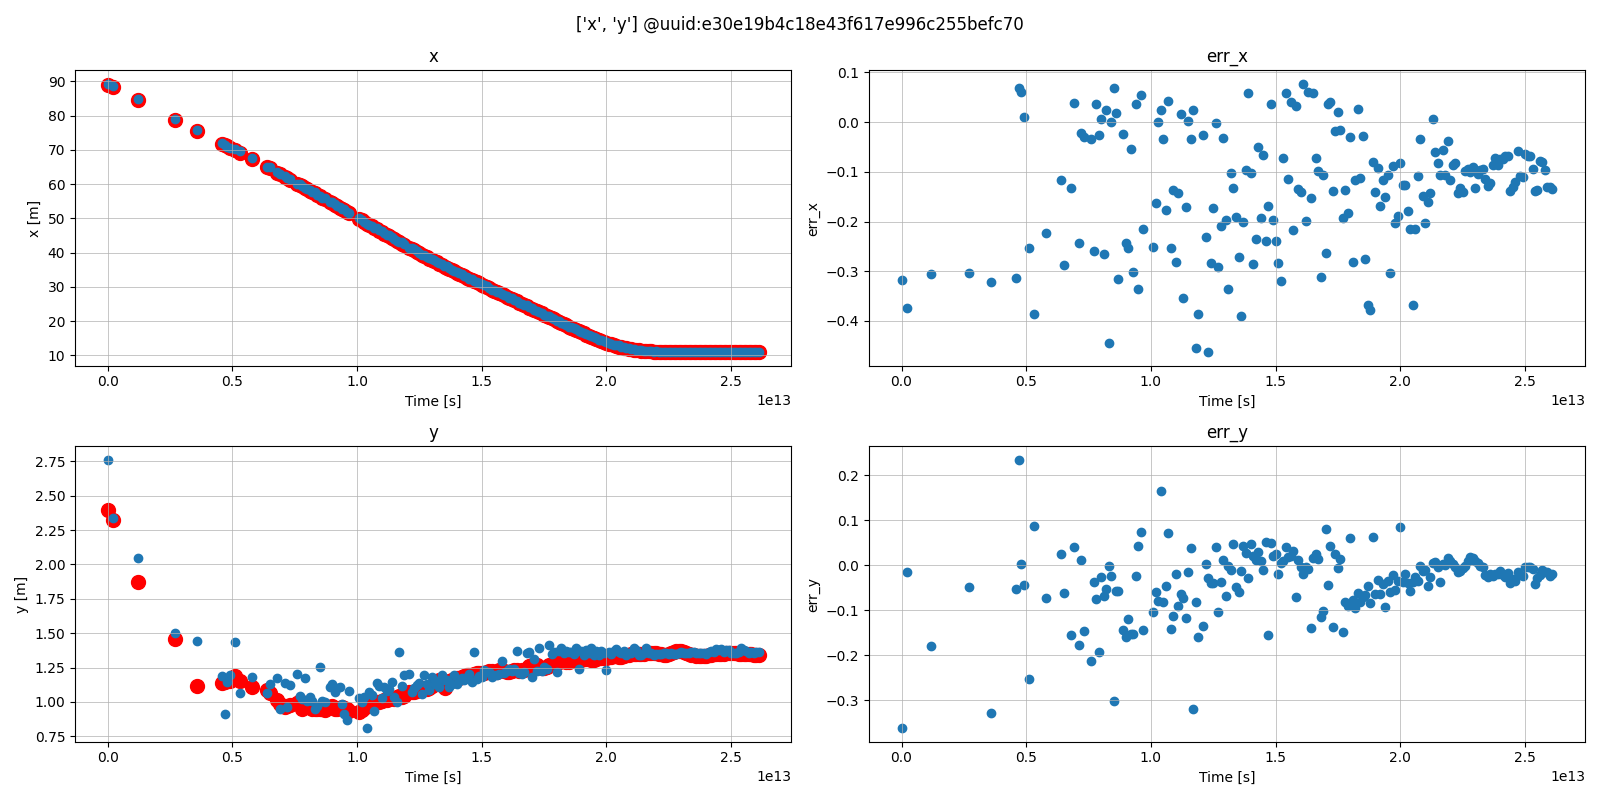 ['x', 'y'] @uuid:e30e19b4c18e43f617e996c255befc70
x
x [m]
90
80
70
60
50
40
30
20
10
0.0 0.5 1.0 1.5 2.0 2.5
Time [s]
1e13
err_x
err_x
0.1
0.0
−0.1
−0.2
−0.3
−0.4
0.0 0.5 1.0 1.5 2.0 2.5
Time [s]
1e13
y
y [m]
2.75
2.50
2.25
2.00
1.75
1.50
1.25
1.00
0.75
0.0 0.5 1.0 1.5 2.0 2.5
Time [s]
1e13
err_y
err_y
0.2
0.1
0.0
−0.1
−0.2
−0.3
0.0 0.5 1.0 1.5 2.0 2.5
Time [s]
1e13